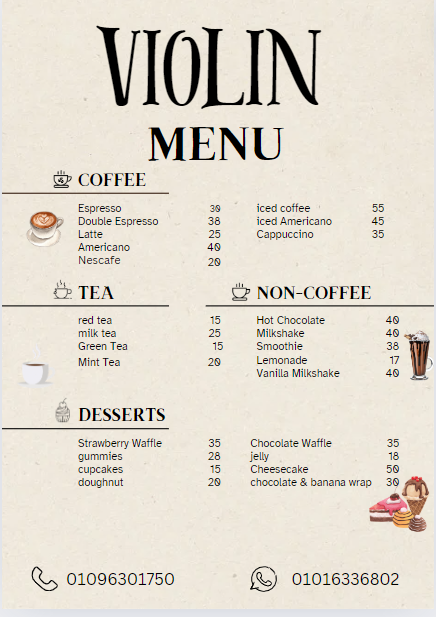 VIOLIN
MENU
COFFEE
Espresso 30
Double Espresso 38
Latte 25
Americano 40
Nescafe 20
iced coffee 55
iced Americano 45
Cappuccino 35
TEA
red tea 15
milk tea 25
Green Tea 15
Mint Tea 20
NON-COFFEE
Hot Chocolate 40
Milkshake 40
Smoothie 38
Lemonade 17
Vanilla Milkshake 40
DESSERTS
Strawberry Waffle 35
gummies 28
cupcakes 15
doughnut 20
Chocolate Waffle 35
jelly 18
Cheesecake 50
chocolate & banana wrap 30
01096301750
01016336802